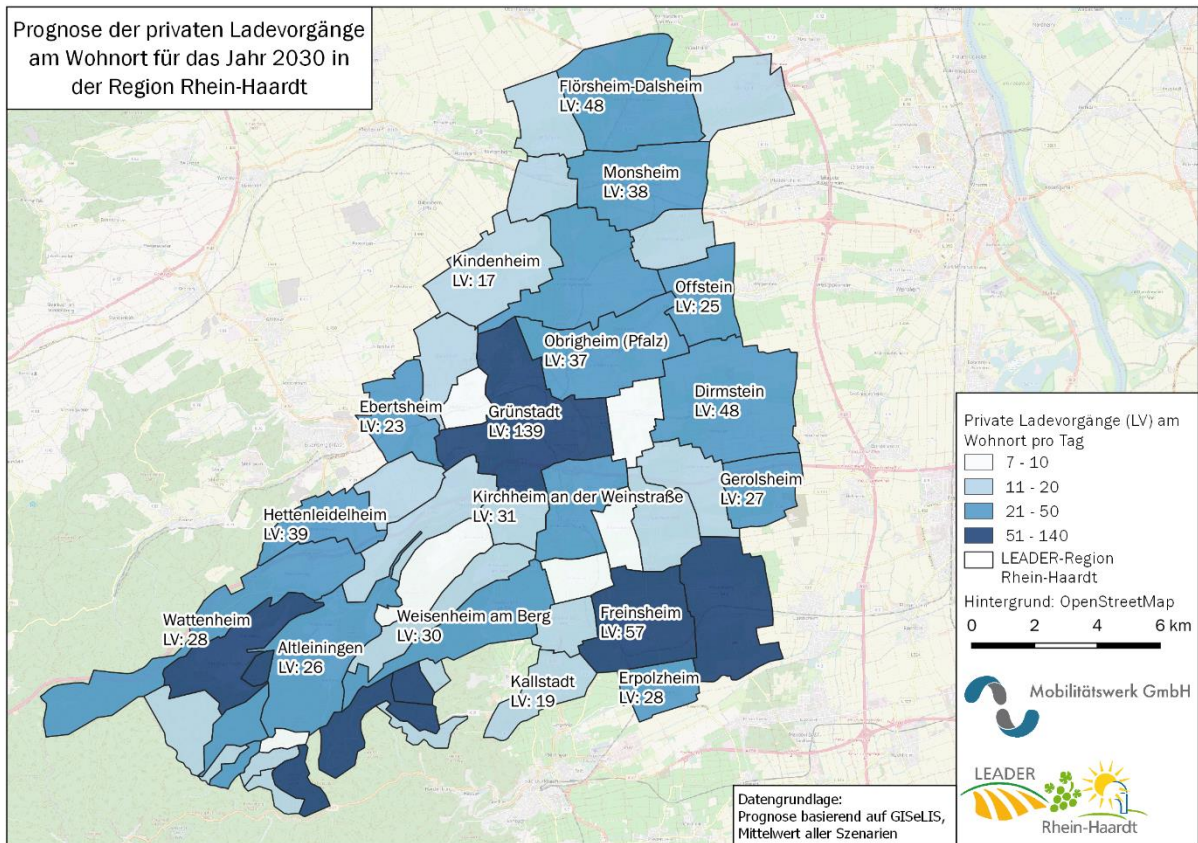 Prognose der privaten Ladevorgänge
am Wohnort für das Jahr 2030 in
der Region Rhein-Haardt
Flörsheim-Dalsheim
LV: 48
Monsheim
LV: 38
Kindenheim
LV: 17
Offstein
LV: 25
Obrigheim (Pfalz)
LV: 37
Ebertsheim
LV: 23
Grünstadt
LV: 139
Dirmstein
LV: 48
Gerolsheim
LV: 27
Kirchheim an der Weinstraße
LV: 31
Hettenleidelheim
LV: 39
Wattenheim
LV: 28
Altleiningen
LV: 26
Weisenheim am Berg
LV: 30
Freinsheim
LV: 57
Kallstadt
LV: 19
Erpolzheim
LV: 28
Private Ladevorgänge (LV) am
Wohnort pro Tag
7 - 10
11 - 20
21 - 50
51 - 140
LEADER-Region
Rhein-Haardt
Hintergrund: OpenStreetMap
0 2 4 6 km
Mobilitätswerk GmbH
LEADER
Rhein-Haardt
Datengrundlage:
Prognose basierend auf GISeLIS,
Mittelwert aller Szenarien